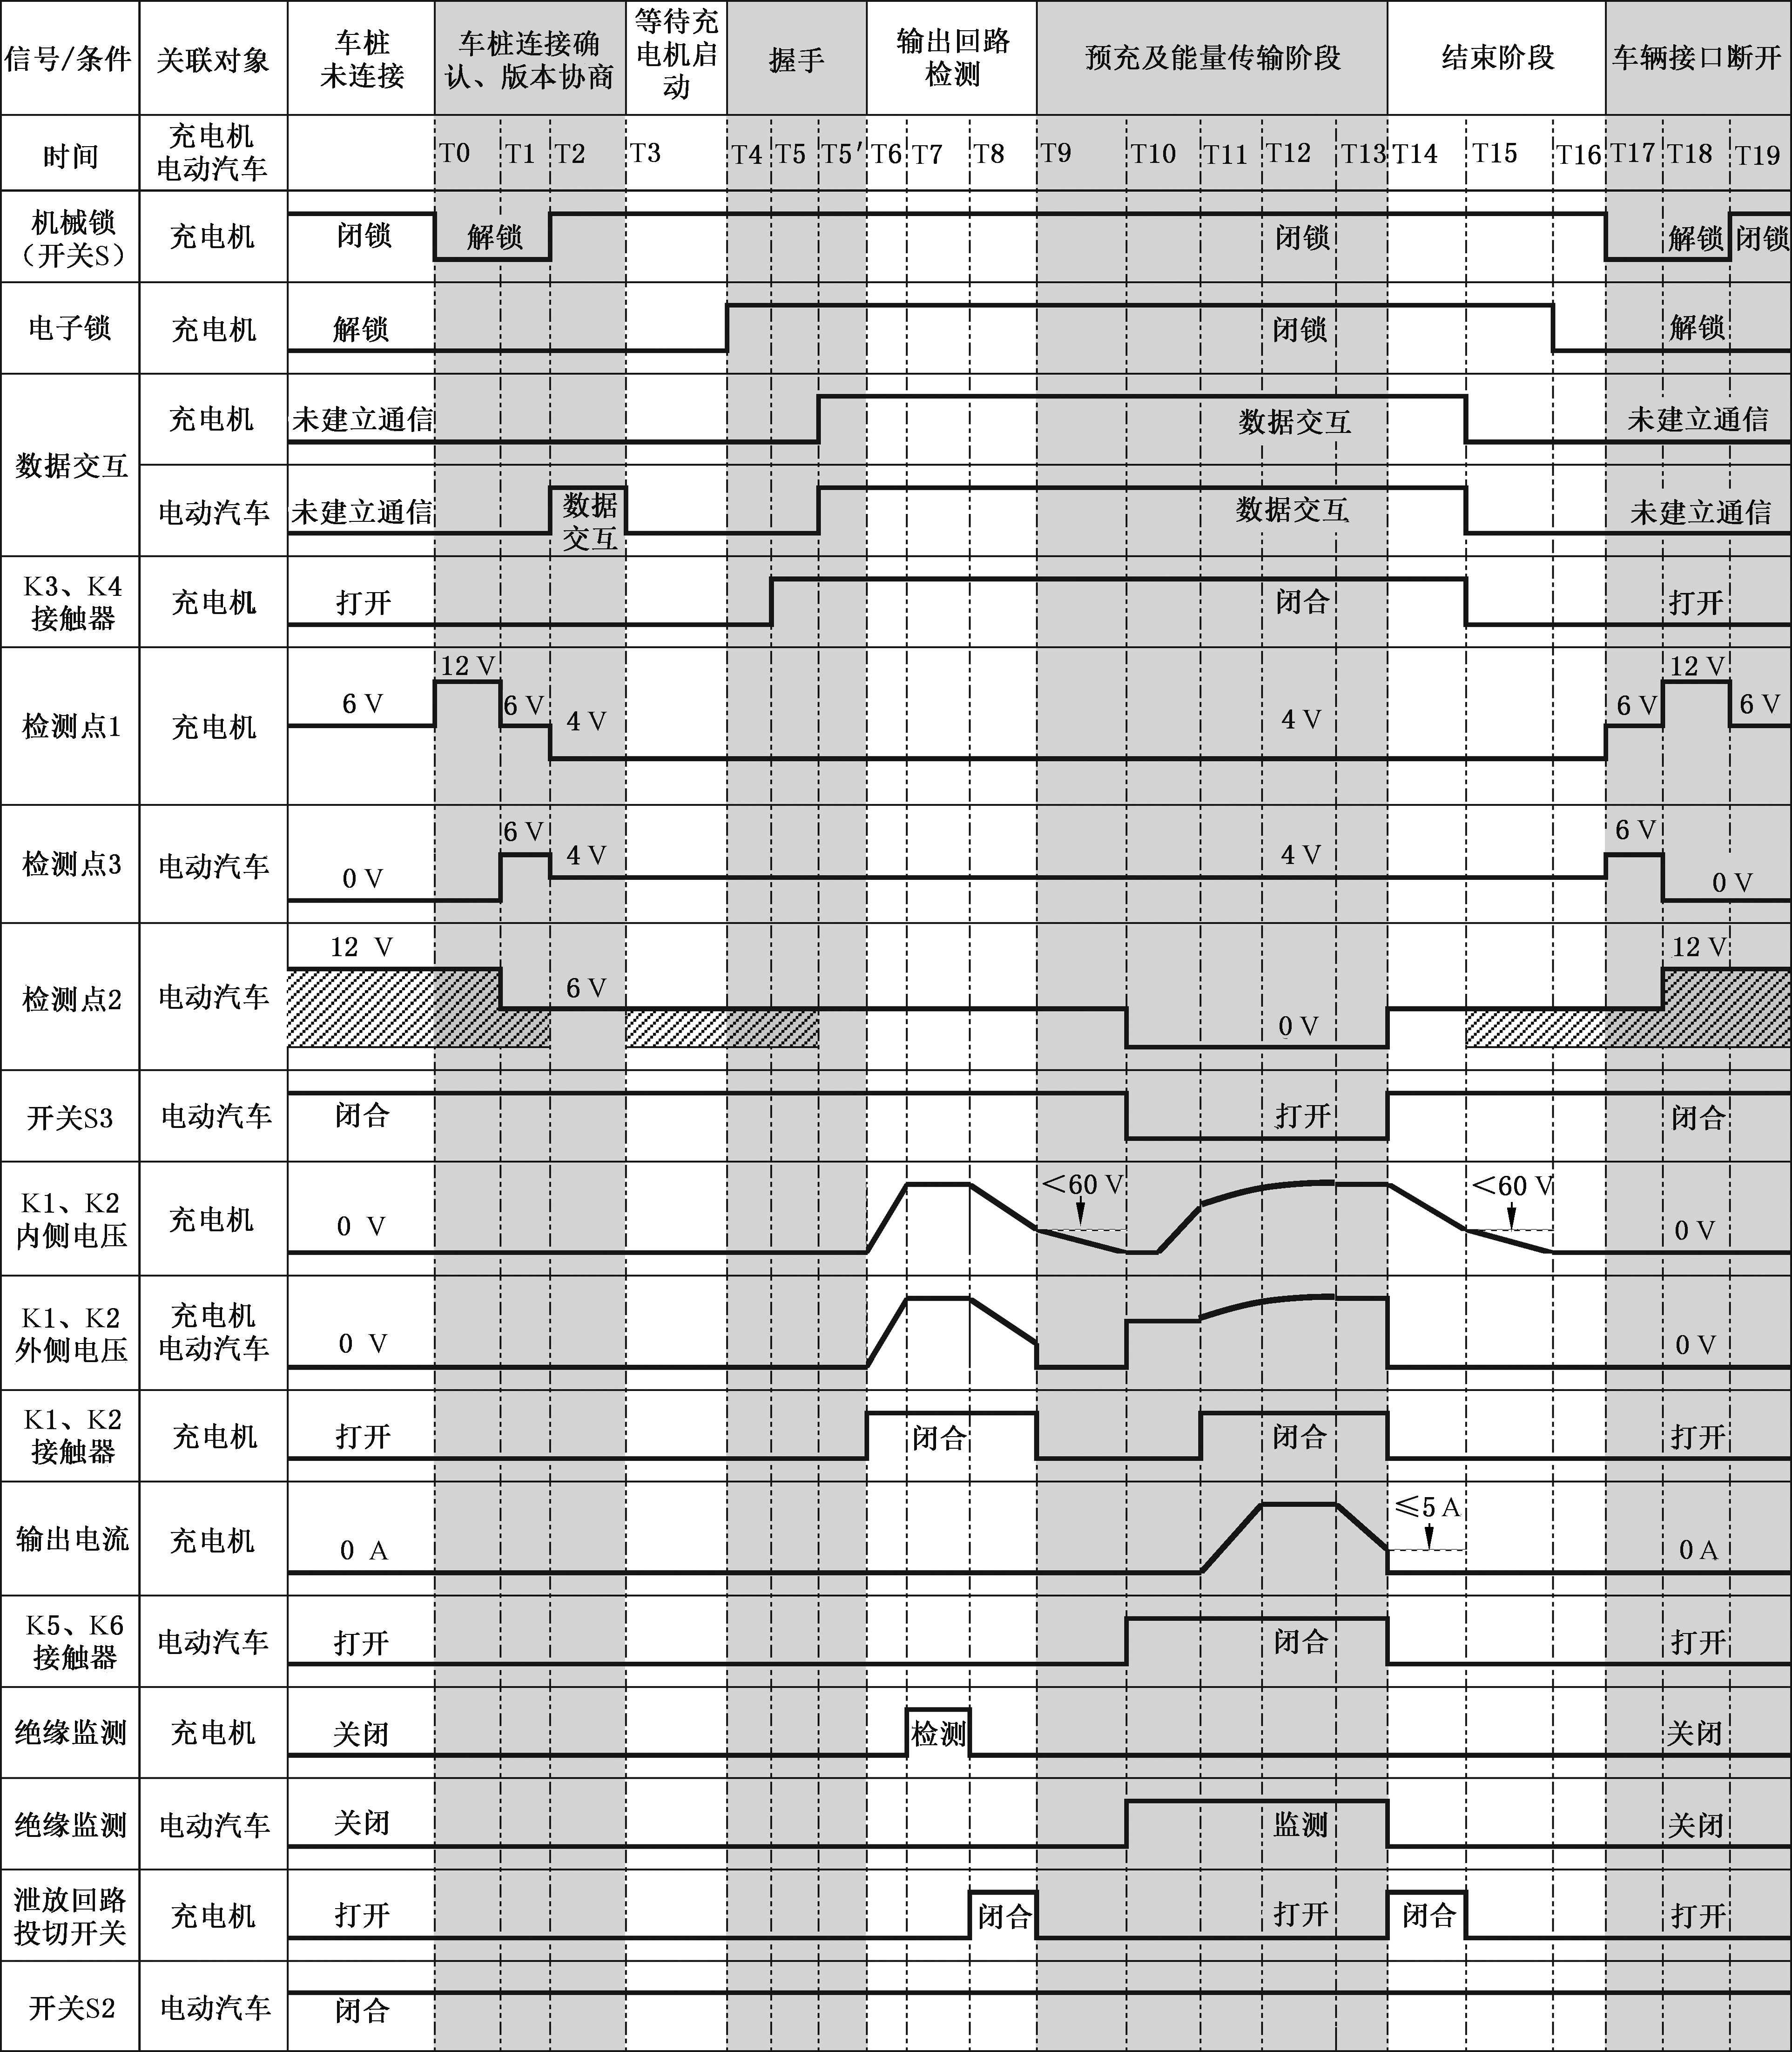 信号/条件 关联对象 车桩未连接 车桩连接确认、版本协商 等待充电机启动 握手 输出回路检测 预充及能量传输阶段 结束阶段 车辆接口断开
时间 充电机 电动汽车 T0 T1 T2 T3 T4 T5 T5′ T6 T7 T8 T9 T10 T11 T12 T13 T14 T15 T16 T17 T18 T19
机械锁（开关S） 充电机 闭锁 解锁 闭锁 解锁 闭锁
电子锁 充电机 解锁 闭锁 解锁
数据交互 充电机 未建立通信 数据交互 未建立通信
电动汽车 未建立通信 数据交互 数据交互 未建立通信
K3、K4接触器 充电机 打开 闭合 打开
检测点1 充电机 6 V 12 V 6 V 4 V 4 V 6 V 12 V 6 V
检测点3 电动汽车 0 V 6 V 4 V 4 V 6 V 0 V
检测点2 电动汽车 12 V 6 V 0 V 12 V
开关S3 电动汽车 闭合 打开 闭合
K1、K2内侧电压 充电机 0 V <60 V <60 V 0 V
K1、K2外侧电压 充电机 电动汽车 0 V 0 V
K1、K2接触器 充电机 打开 闭合 闭合 打开
输出电流 充电机 0 A ≤5 A 0 A
K5、K6接触器 电动汽车 打开 闭合 打开
绝缘监测 充电机 关闭 检测 关闭
绝缘监测 电动汽车 关闭 监测 关闭
泄放回路投切开关 充电机 打开 闭合 打开 闭合 打开
开关S2 电动汽车 闭合